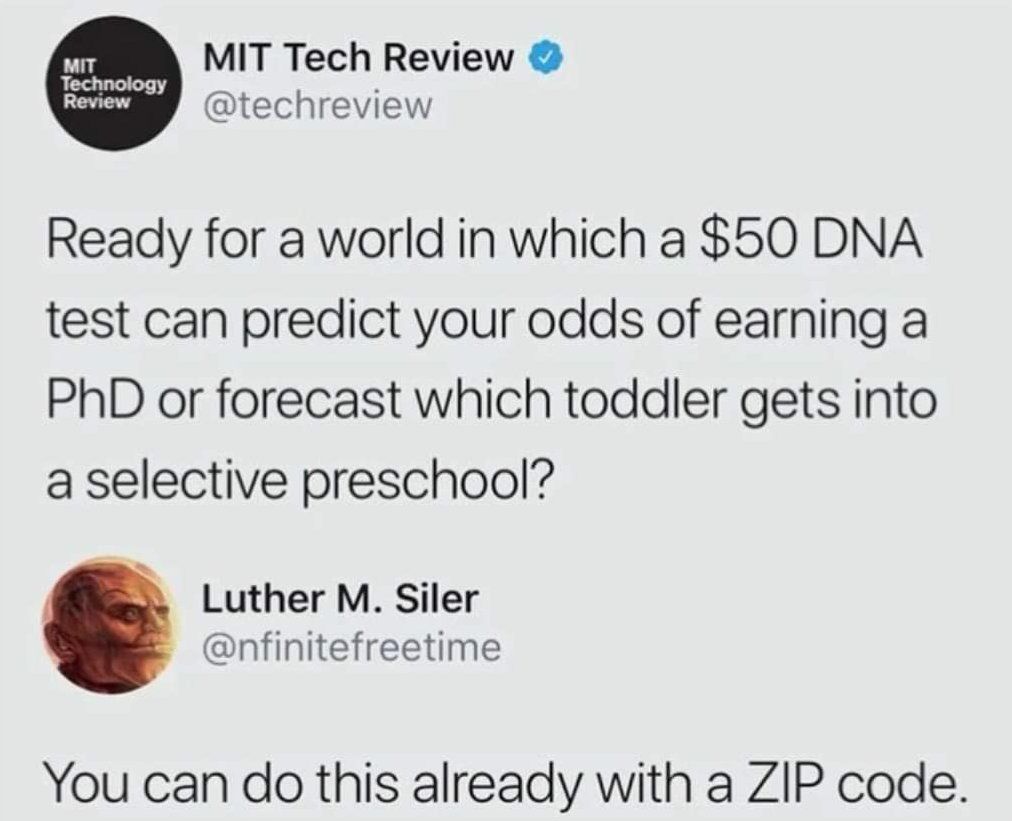 MIT
Technology
Review
MIT Tech Review
@techreview
Ready for a world in which a $50 DNA
test can predict your odds of earning a
PhD or forecast which toddler gets into
a selective preschool?
Luther M. Siler
@nfinitefreetime
You can do this already with a ZIP code.